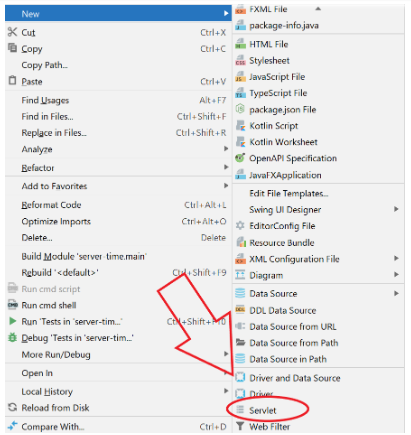 New
Cut Ctrl+X
Copy Ctrl+C
Copy Path...
Paste Ctrl+V
Find Usages Alt+F7
Find in Files... Ctrl+Shift+F
Replace in Files... Ctrl+Shift+R
Analyze
Refactor
Add to Favorites
Reformat Code Ctrl+Alt+L
Optimize Imports Ctrl+Alt+O
Delete... Delete
Build Module 'server-time.main'
Rebuild '<default>' Ctrl+Shift+F9
Run cmd script
Run cmd shell
Run 'Tests in 'server-tim...' Ctrl+Shift+F10
Debug 'Tests in 'server-tim...'
More Run/Debug
Open In
Local History
Reload from Disk
Compare With... Ctrl+D
FXML File
package-info.java
HTML File
Stylesheet
JavaScript File
TypeScript File
package.json File
Kotlin Script
Kotlin Worksheet
OpenAPI Specification
JavaFXApplication
Edit File Templates...
Swing UI Designer
EditorConfig File
Resource Bundle
XML Configuration File
Diagram
Data Source
DDL Data Source
Data Source from URL
Data Source from Path
Data Source in Path
Driver and Data Source
Driver
Servlet
Web Filter